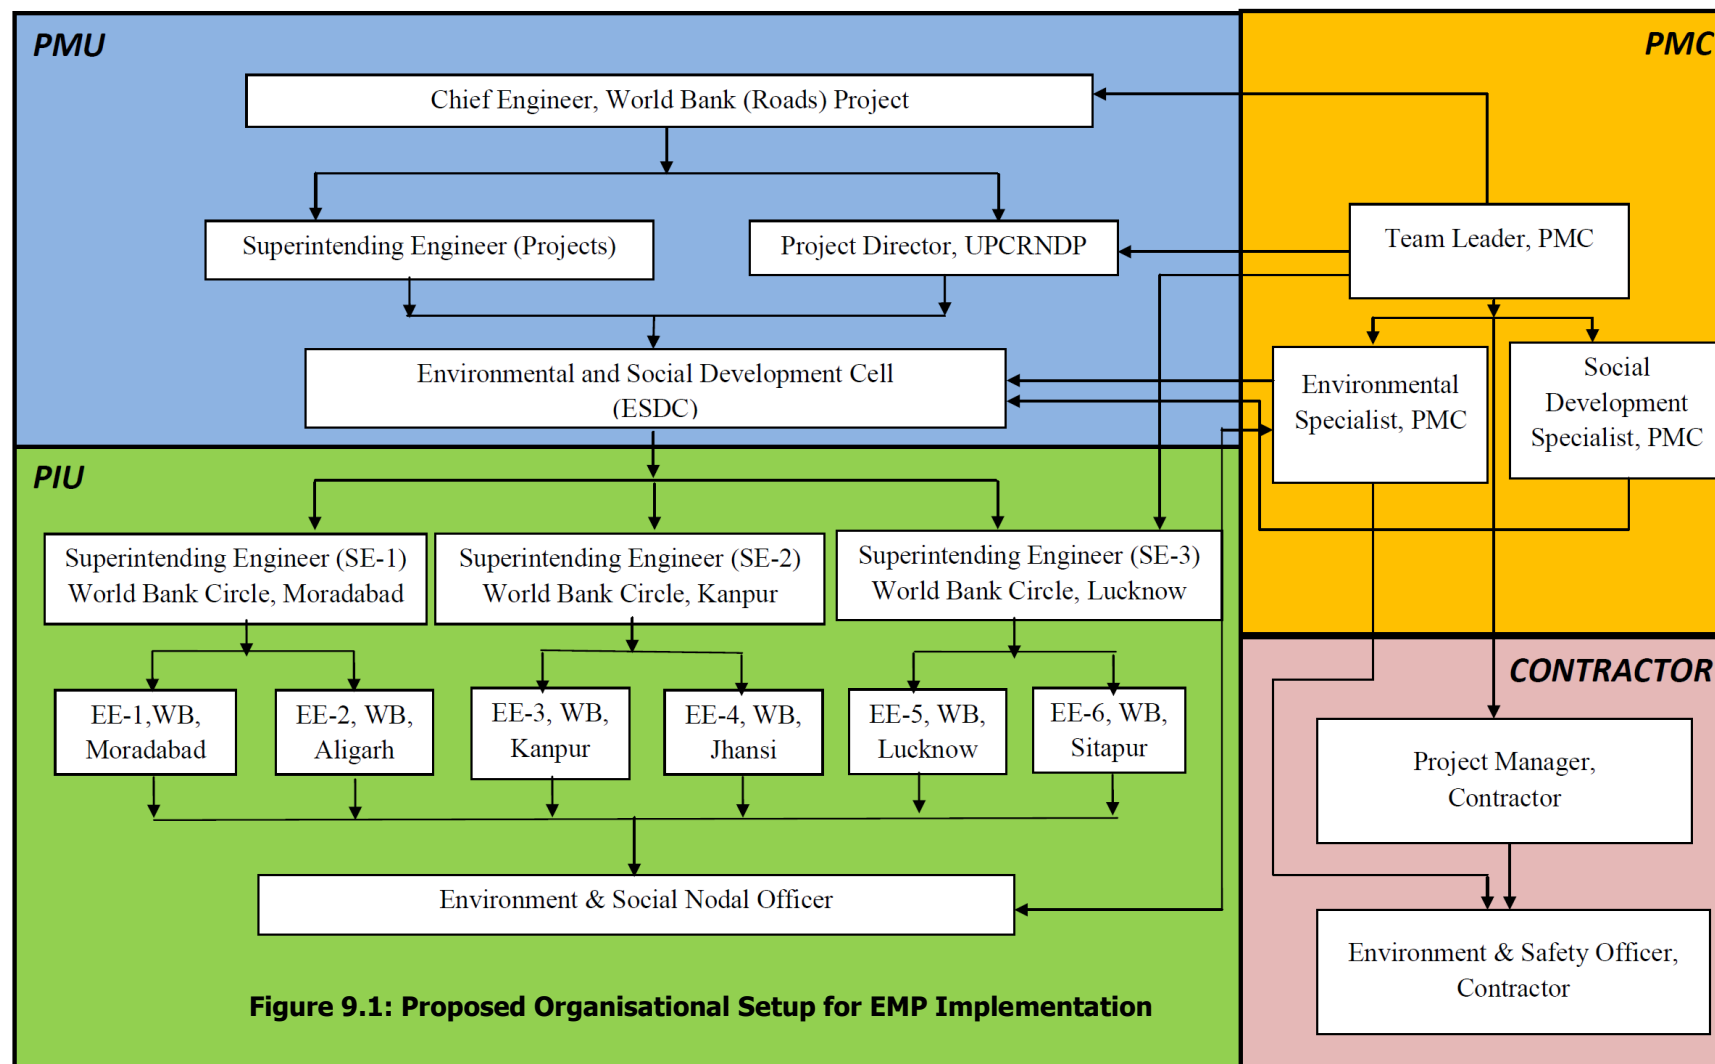 PMU
PMC
Chief Engineer, World Bank (Roads) Project
Superintending Engineer (Projects)
Project Director, UPCRNDP
Team Leader, PMC
Environmental and Social Development Cell
(ESDC)
Environmental
Specialist, PMC
Social
Development
Specialist, PMC
PIU
Superintending Engineer (SE-1)
World Bank Circle, Moradabad
Superintending Engineer (SE-2)
World Bank Circle, Kanpur
Superintending Engineer (SE-3)
World Bank Circle, Lucknow
CONTRACTOR
EE-1,WB,
Moradabad
EE-2, WB,
Aligarh
EE-3, WB,
Kanpur
EE-4, WB,
Jhansi
EE-5, WB,
Lucknow
EE-6, WB,
Sitapur
Project Manager,
Contractor
Environment & Social Nodal Officer
Environment & Safety Officer,
Contractor
Figure 9.1: Proposed Organisational Setup for EMP Implementation